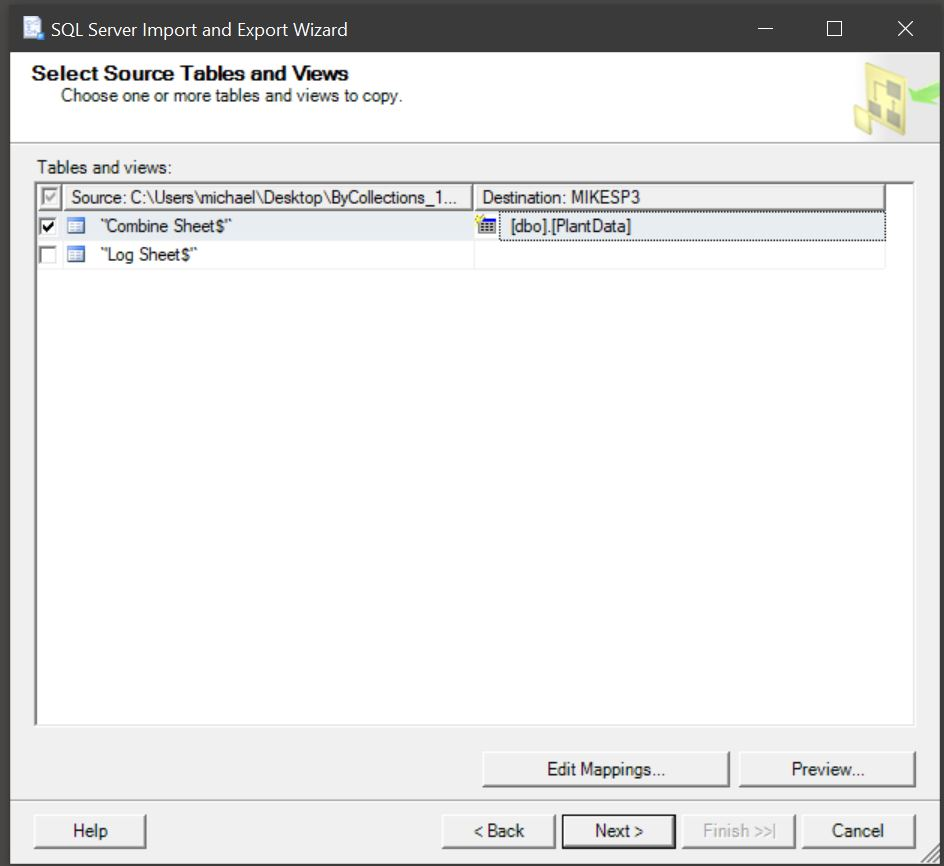 SQL Server Import and Export Wizard
Select Source Tables and Views
Choose one or more tables and views to copy.
Tables and views:
Source: C:\Users\michael\Desktop\ByCollections_1... Destination: MIKESP3
`'Combine Sheet$'` [dbo].[PlantData]
`'Log Sheet$'`
Edit Mappings... Preview...
Help < Back Next > Finish >>| Cancel